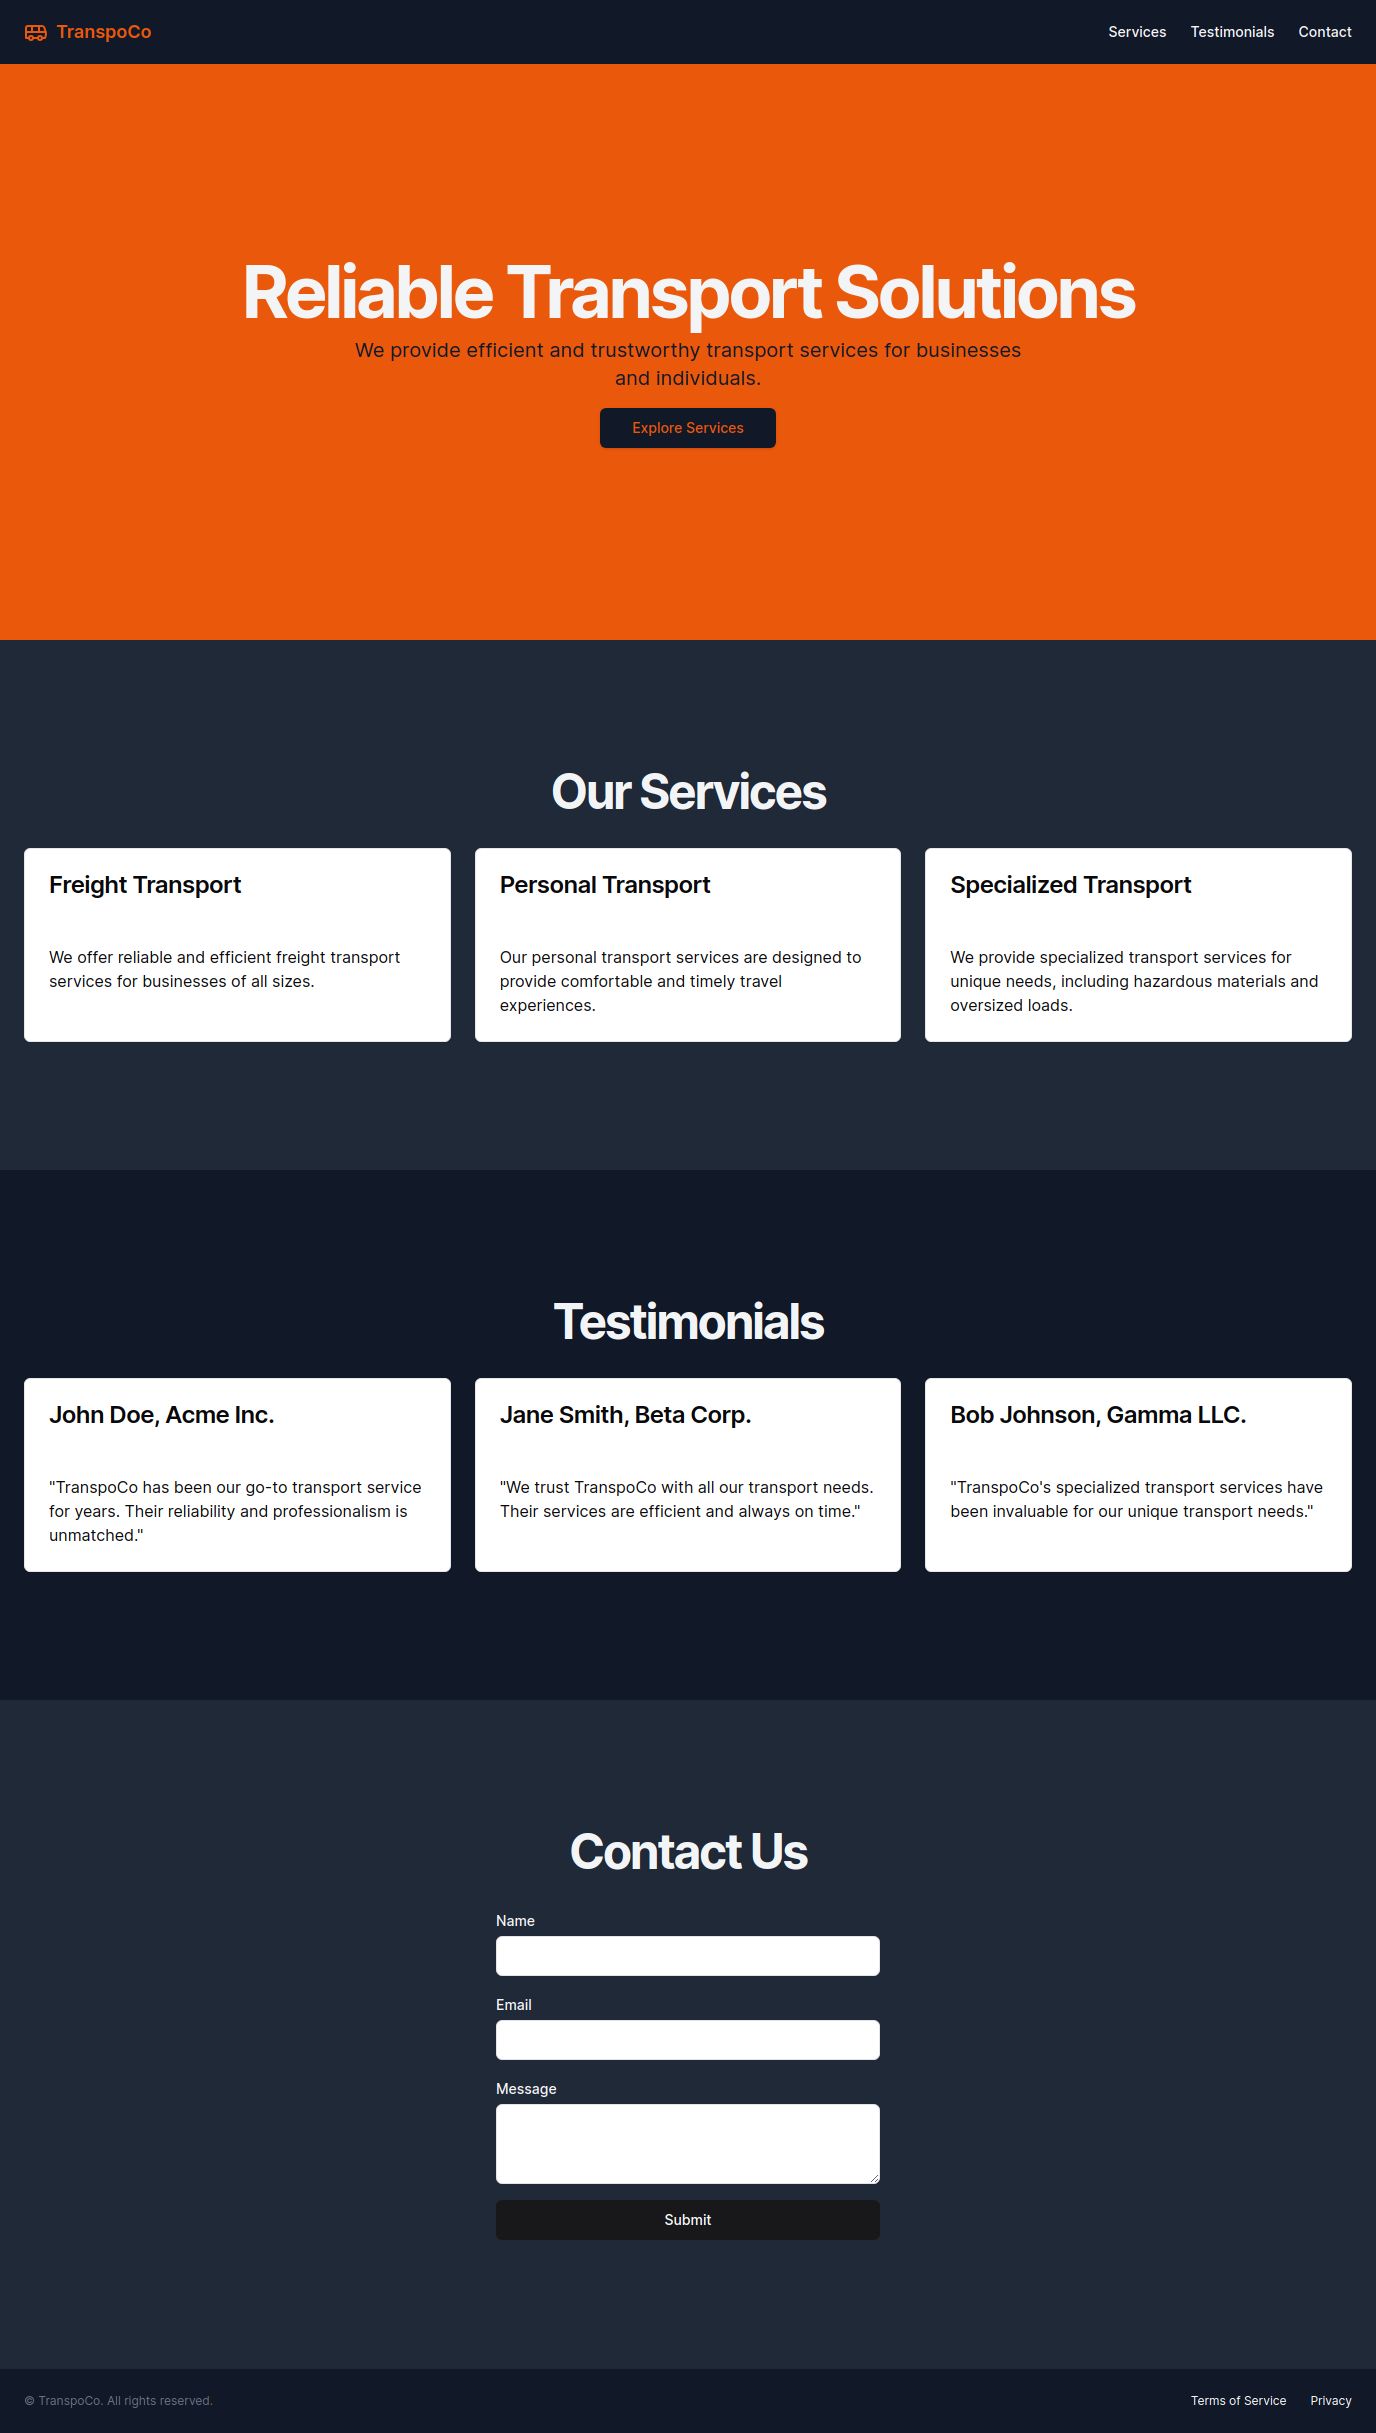 TranspoCo
Services Testimonials Contact
Reliable Transport Solutions
We provide efficient and trustworthy transport services for businesses
and individuals.
Explore Services
Our Services
Freight Transport
We offer reliable and efficient freight transport
services for businesses of all sizes.
Personal Transport
Our personal transport services are designed to
provide comfortable and timely travel
experiences.
Specialized Transport
We provide specialized transport services for
unique needs, including hazardous materials and
oversized loads.
Testimonials
John Doe, Acme Inc.
"TranspoCo has been our go-to transport service
for years. Their reliability and professionalism is
unmatched."
Jane Smith, Beta Corp.
"We trust TranspoCo with all our transport needs.
Their services are efficient and always on time."
Bob Johnson, Gamma LLC.
"TranspoCo's specialized transport services have
been invaluable for our unique transport needs."
Contact Us
Name
Email
Message
Submit
© TranspoCo. All rights reserved.
Terms of Service Privacy